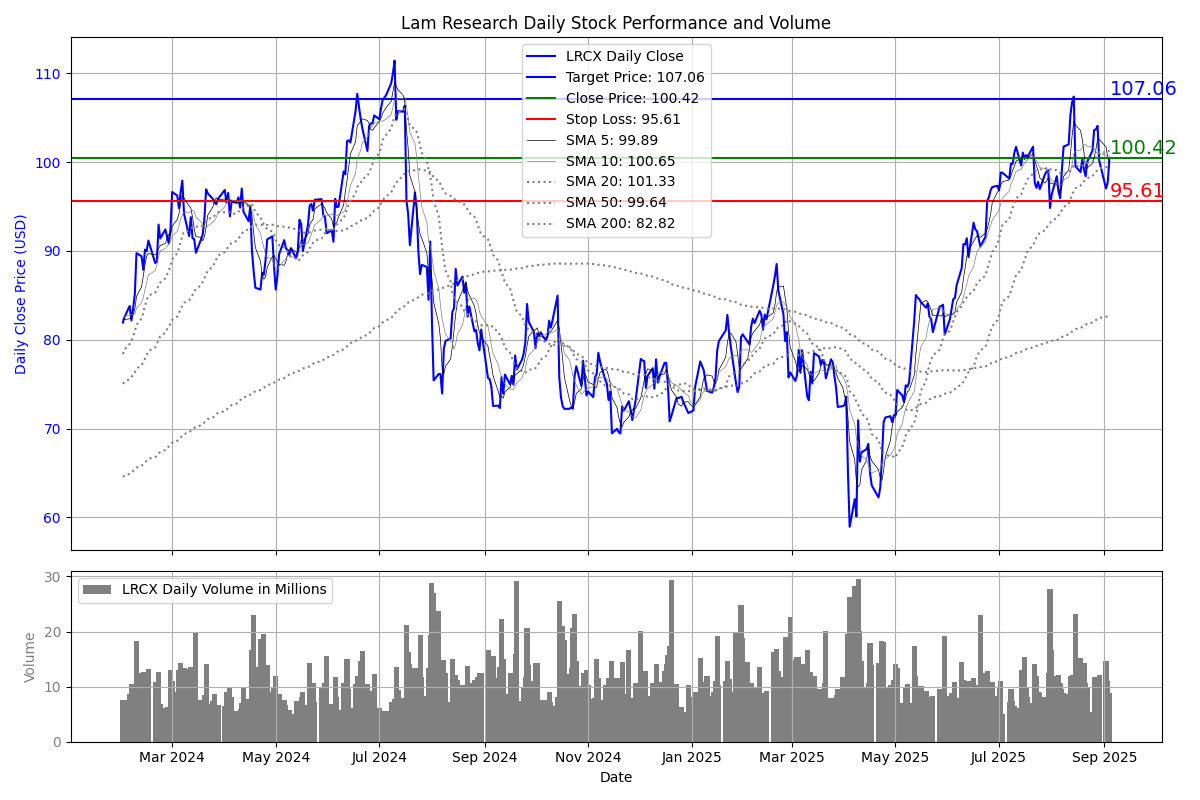 Lam Research Daily Stock Performance and Volume
LRCX Daily Close
Target Price: 107.06
Close Price: 100.42
Stop Loss: 95.61
SMA 5: 99.89
SMA 10: 100.65
SMA 20: 101.33
SMA 50: 99.64
SMA 200: 82.82
107.06
100.42
95.61
Daily Close Price (USD)
110
100
90
80
70
60
LRCX Daily Volume in Millions
Volume
30
20
10
0
Mar 2024
May 2024
Jul 2024
Sep 2024
Nov 2024
Jan 2025
Mar 2025
May 2025
Jul 2025
Sep 2025
Date